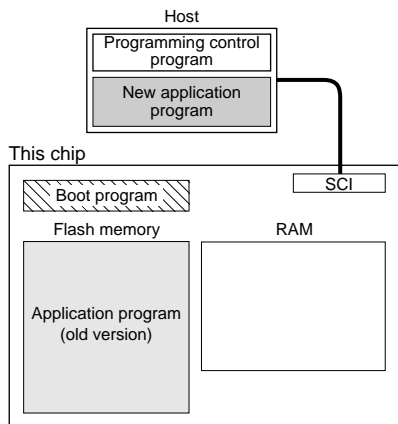 Host
Programming control
program
New application
program
This chip
SCI
Boot program
Flash memory
RAM
Application program
(old version)